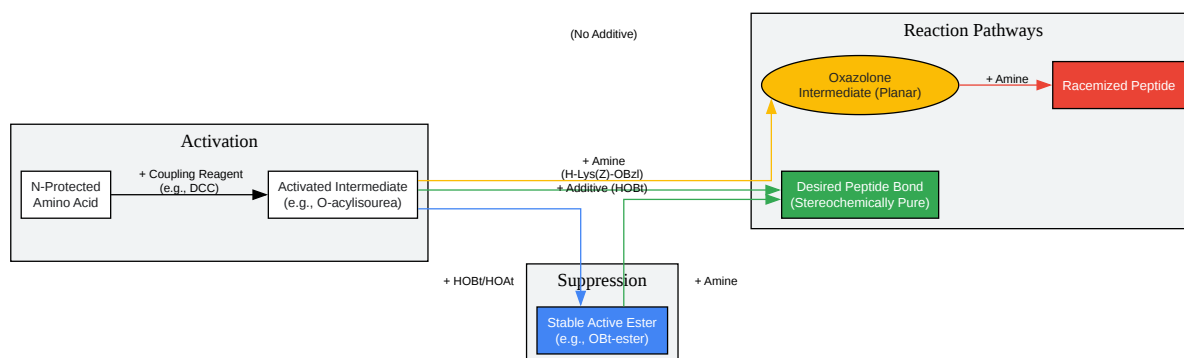 (No Additive)
Reaction Pathways
Oxazolone
Intermediate (Planar)
+ Amine
Racemized Peptide
Activation
N-Protected
Amino Acid
+ Coupling Reagent
(e.g., DCC)
Activated Intermediate
(e.g., O-acylisourea)
+ Amine
(H-Lys(Z)-OBzl)
+ Additive (HOBt)
Desired Peptide Bond
(Stereochemically Pure)
+ HOBt/HOAt
Suppression
+ Amine
Stable Active Ester
(e.g., OBt-ester)